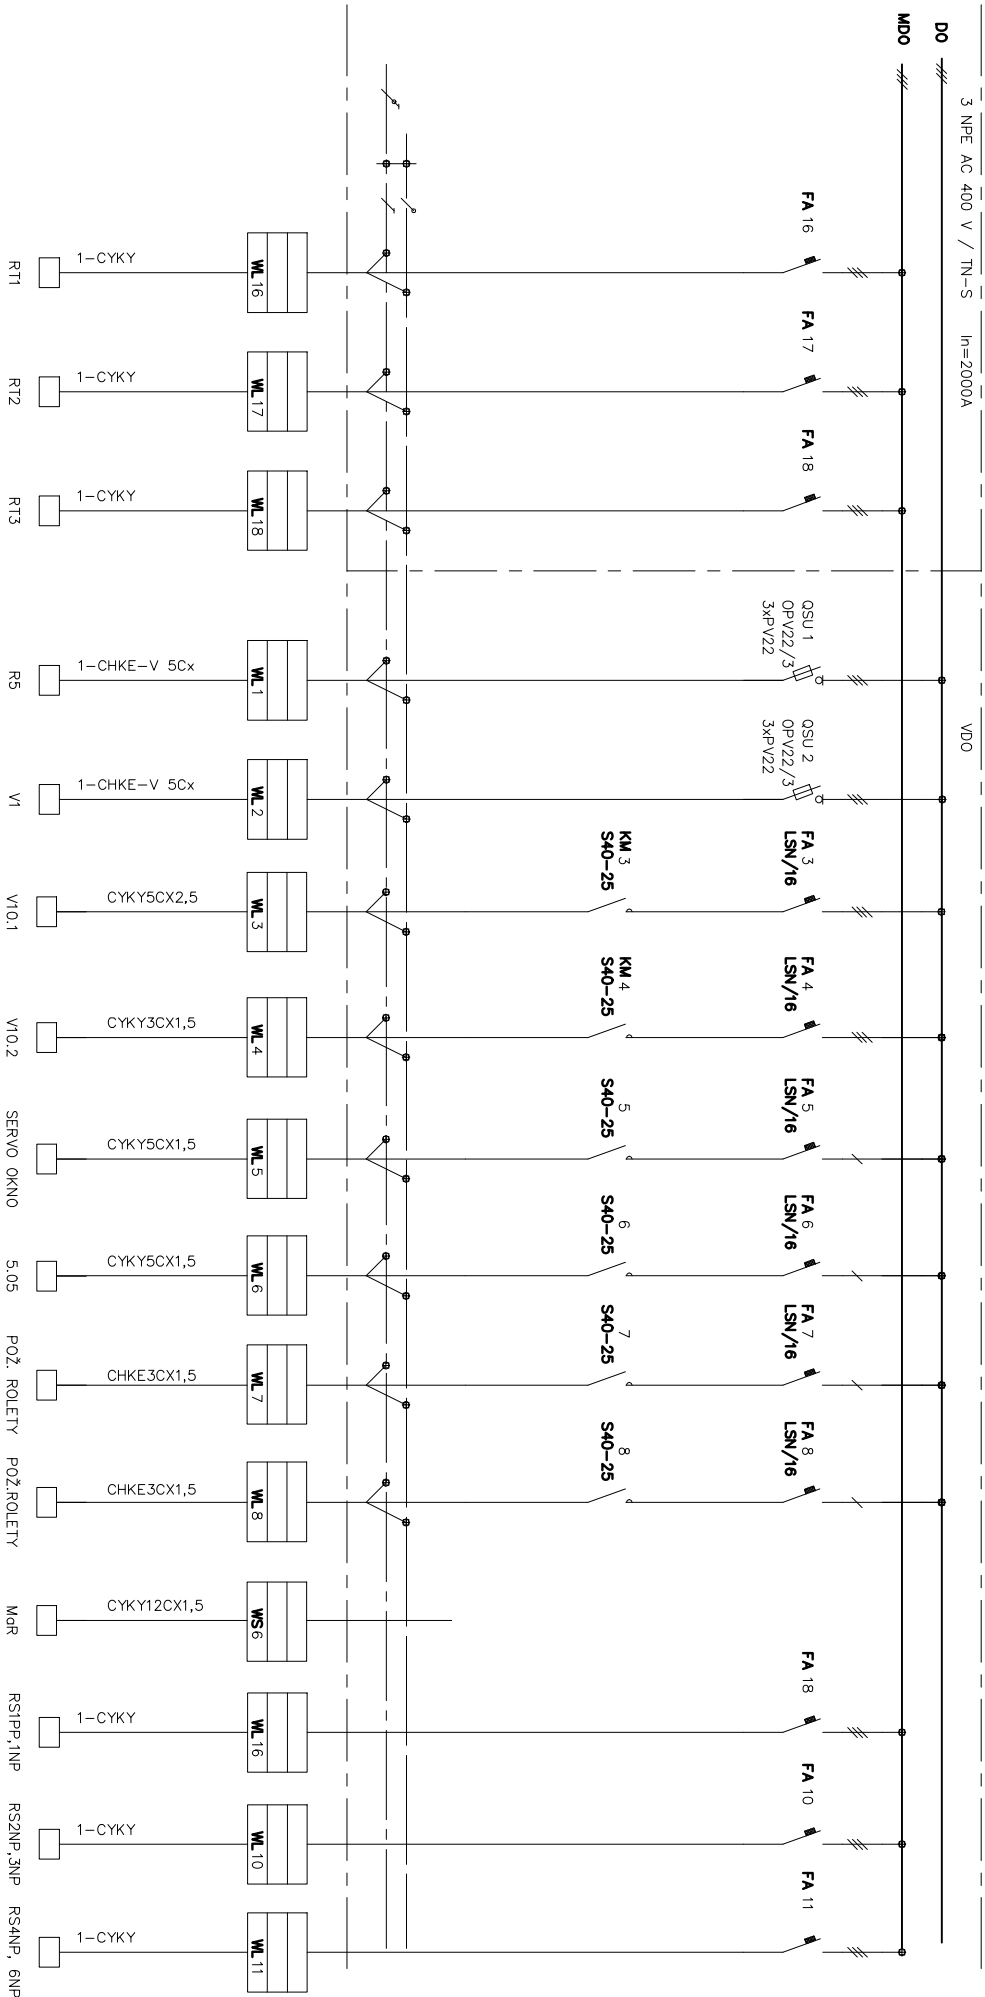 DO
MDO
3 NPE AC 400 V / TN-S In=2000A
VDO
FA 16
FA 17
FA 18
QSU 1
OPV22/3
3xPV22
QSU 2
OPV22/3
3xPV22
FA 3
LSN/16
FA 4
LSN/16
FA 5
LSN/16
FA 6
LSN/16
FA 7
LSN/16
FA 8
LSN/16
FA 18
FA 10
FA 11
KM 3
S40-25
KM 4
S40-25
5
S40-25
6
S40-25
7
S40-25
8
S40-25
WL 16
WL 17
WL 18
WL 1
WL 2
WL 3
WL 4
WL 5
WL 6
WL 7
WL 8
WS 6
WL 16
WL 10
WL 11
1-CYKY
1-CYKY
1-CYKY
1-CHKE-V 5Cx
1-CHKE-V 5Cx
CYKY5CX2,5
CYKY3CX1,5
CYKY5CX1,5
CYKY5CX1,5
CHKE3CX1,5
CHKE3CX1,5
CYKY12CX1,5
1-CYKY
1-CYKY
1-CYKY
RT1
RT2
RT3
R5
V1
V10.1
V10.2
SERVO OKNO
5.05
POŽ. ROLETY
POŽ.ROLETY
MaR
RS1PP,1NP
RS2NP,3NP
RS4NP, 6NP